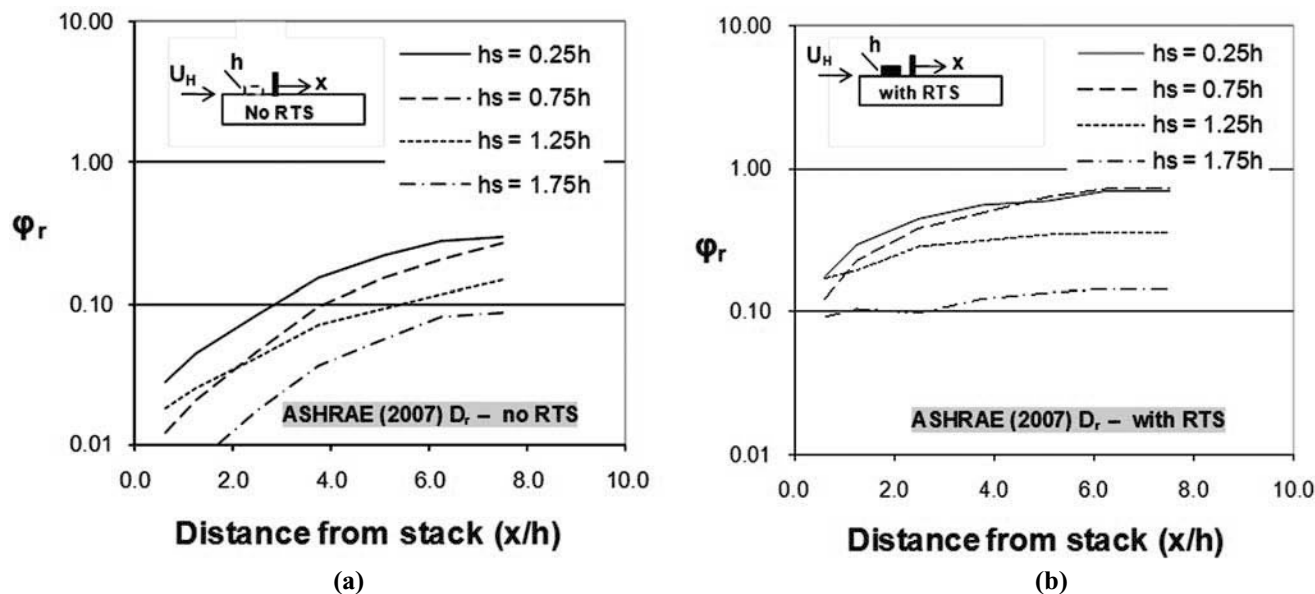 10.00
1.00
0.10
0.01
φr
h
UH
x
No RTS
hs = 0.25h
hs = 0.75h
hs = 1.25h
hs = 1.75h
ASHRAE (2007) Dr – no RTS
0.0 2.0 4.0 6.0 8.0 10.0
Distance from stack (x/h)
(a)
10.00
1.00
0.10
0.01
φr
h
UH
x
with RTS
hs = 0.25h
hs = 0.75h
hs = 1.25h
hs = 1.75h
ASHRAE (2007) Dr – with RTS
0.0 2.0 4.0 6.0 8.0 10.0
Distance from stack (x/h)
(b)